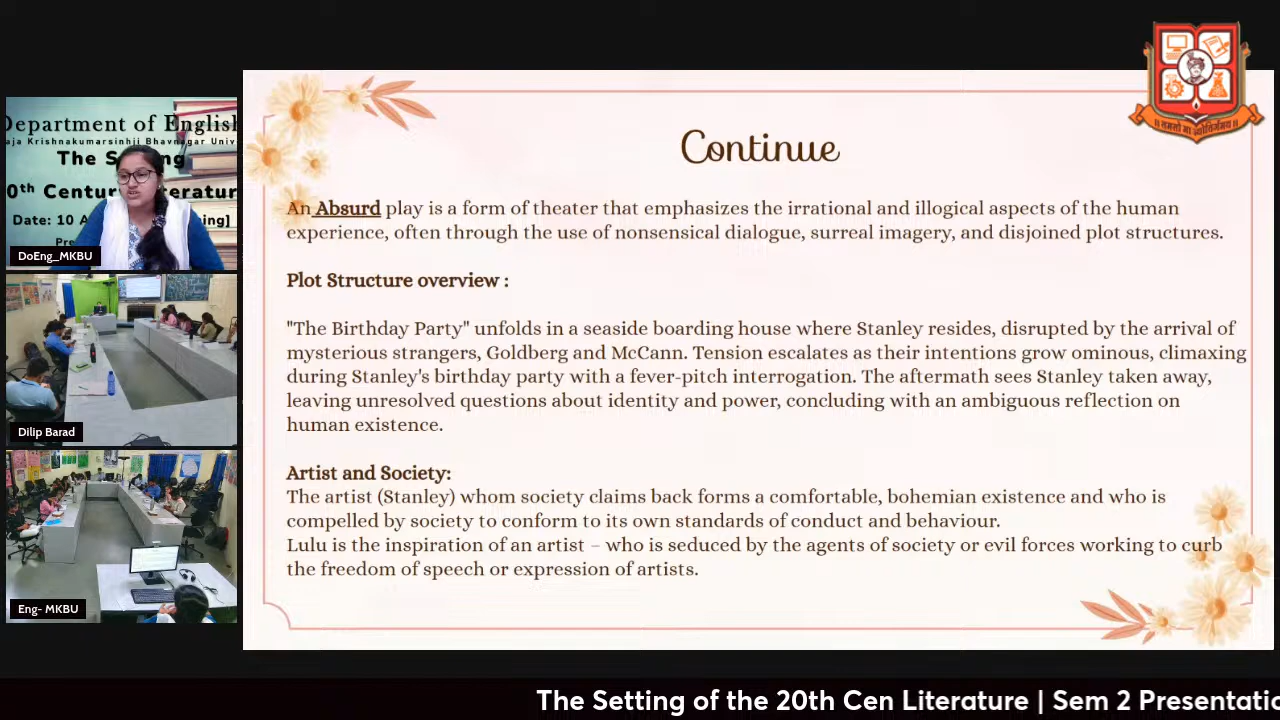 Department of English
aja Krishnakumarsinhji Bhavnagar Univ
The S ng
0th Centur eratur
Date: 10 A ing]
Pre
DoEng_MKBU
Dilip Barad
Eng- MKBU
Continue
An Absurd play is a form of theater that emphasizes the irrational and illogical aspects of the human
experience, often through the use of nonsensical dialogue, surreal imagery, and disjoined plot structures.
Plot Structure overview :
"The Birthday Party" unfolds in a seaside boarding house where Stanley resides, disrupted by the arrival of
mysterious strangers, Goldberg and McCann. Tension escalates as their intentions grow ominous, climaxing
during Stanley's birthday party with a fever-pitch interrogation. The aftermath sees Stanley taken away,
leaving unresolved questions about identity and power, concluding with an ambiguous reflection on
human existence.
Artist and Society:
The artist (Stanley) whom society claims back forms a comfortable, bohemian existence and who is
compelled by society to conform to its own standards of conduct and behaviour.
Lulu is the inspiration of an artist – who is seduced by the agents of society or evil forces working to curb
the freedom of speech or expression of artists.
॥ तमसो मा ज्योतिर्गमय ॥
The Setting of the 20th Cen Literature | Sem 2 Presentatio